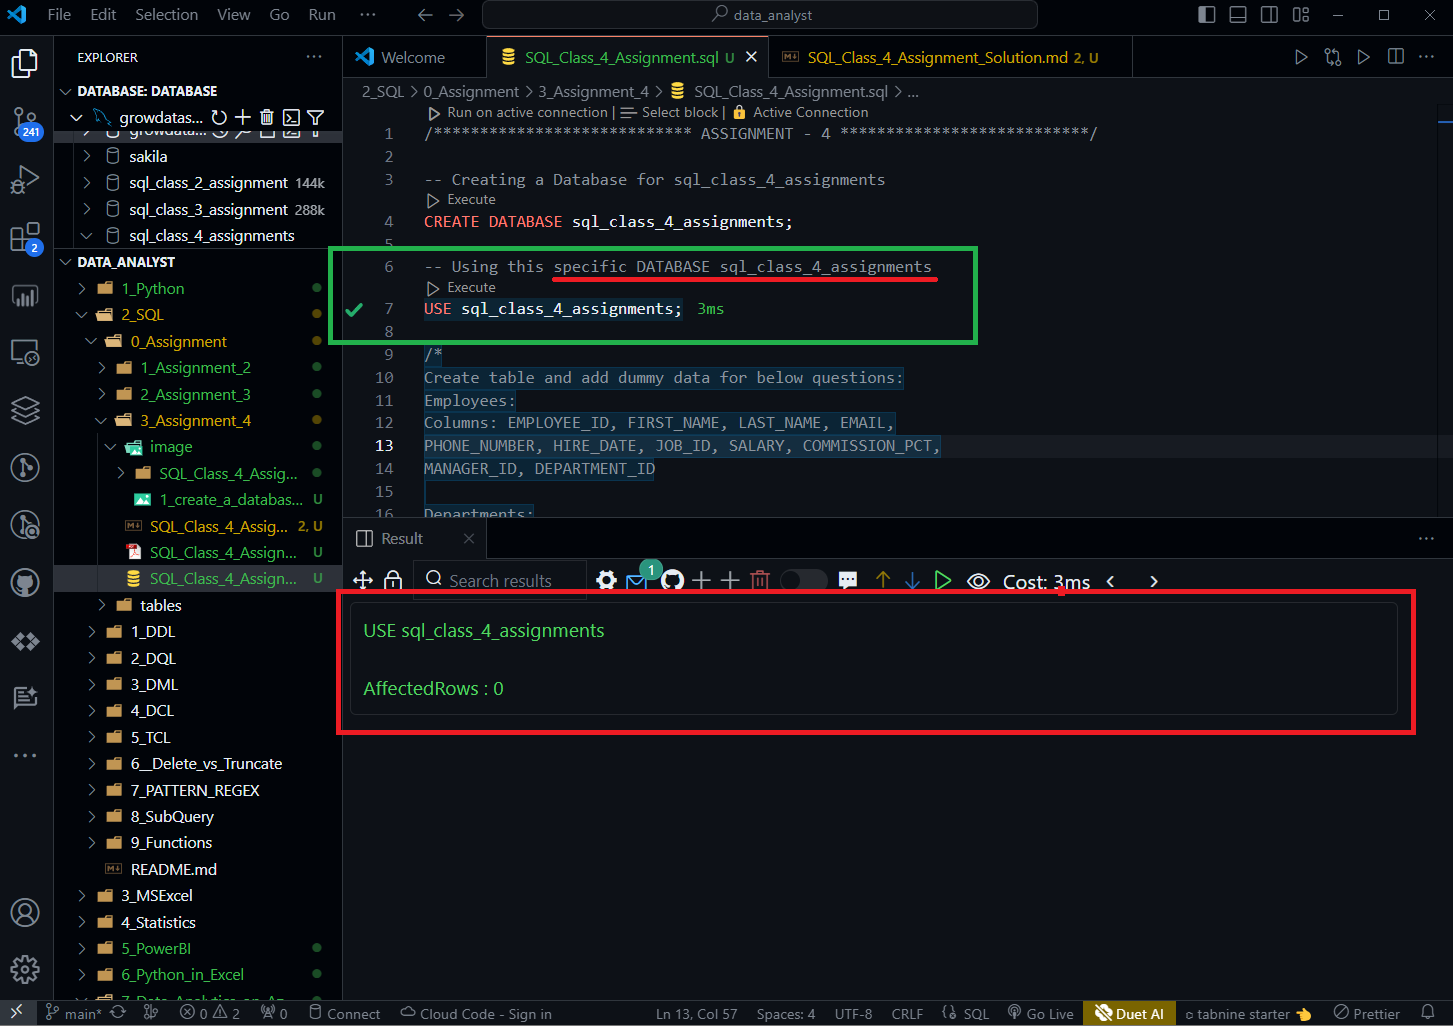 File Edit Selection View Go Run ··· data_analyst
EXPLORER ···
Welcome SQL_Class_4_Assignment.sql U SQL_Class_4_Assignment_Solution.md 2, U
DATABASE: DATABASE
growdatas...
growdatas...
sakila
sql_class_2_assignment 144k
sql_class_3_assignment 288k
sql_class_4_assignments
DATA_ANALYST
1_Python
2_SQL
0_Assignment
1_Assignment_2
2_Assignment_3
3_Assignment_4
image
SQL_Class_4_Assig...
1_create_a_databas... U
SQL_Class_4_Assig... 2, U
SQL_Class_4_Assign... U
SQL_Class_4_Assign... U
tables
1_DDL
2_DQL
3_DML
4_DCL
5_TCL
6__Delete_vs_Truncate
7_PATTERN_REGEX
8_SubQuery
9_Functions
README.md
3_MSExcel
4_Statistics
5_PowerBI
6_Python_in_Excel
7_Data_Analytics_on_Az...
241
2
2_SQL > 0_Assignment > 3_Assignment_4 > SQL_Class_4_Assignment.sql > ...
Run on active connection | Select block | Active Connection
1 /**************************** ASSIGNMENT - 4 ***************************/
2
3 -- Creating a Database for sql_class_4_assignments
Execute
4 CREATE DATABASE sql_class_4_assignments;
5
6 -- Using this specific DATABASE sql_class_4_assignments
Execute
7 USE sql_class_4_assignments; 3ms
8
9 /*
10 Create table and add dummy data for below questions:
11 Employees:
12 Columns: EMPLOYEE_ID, FIRST_NAME, LAST_NAME, EMAIL,
13 PHONE_NUMBER, HIRE_DATE, JOB_ID, SALARY, COMMISSION_PCT,
14 MANAGER_ID, DEPARTMENT_ID
15
16 Departments:
Result
Search results 1 Cost: 3ms
USE sql_class_4_assignments
AffectedRows : 0
main* 0 2 0 Connect Cloud Code - Sign in Ln 13, Col 57 Spaces: 4 UTF-8 CRLF SQL Go Live Duet AI tabnine starter Prettier